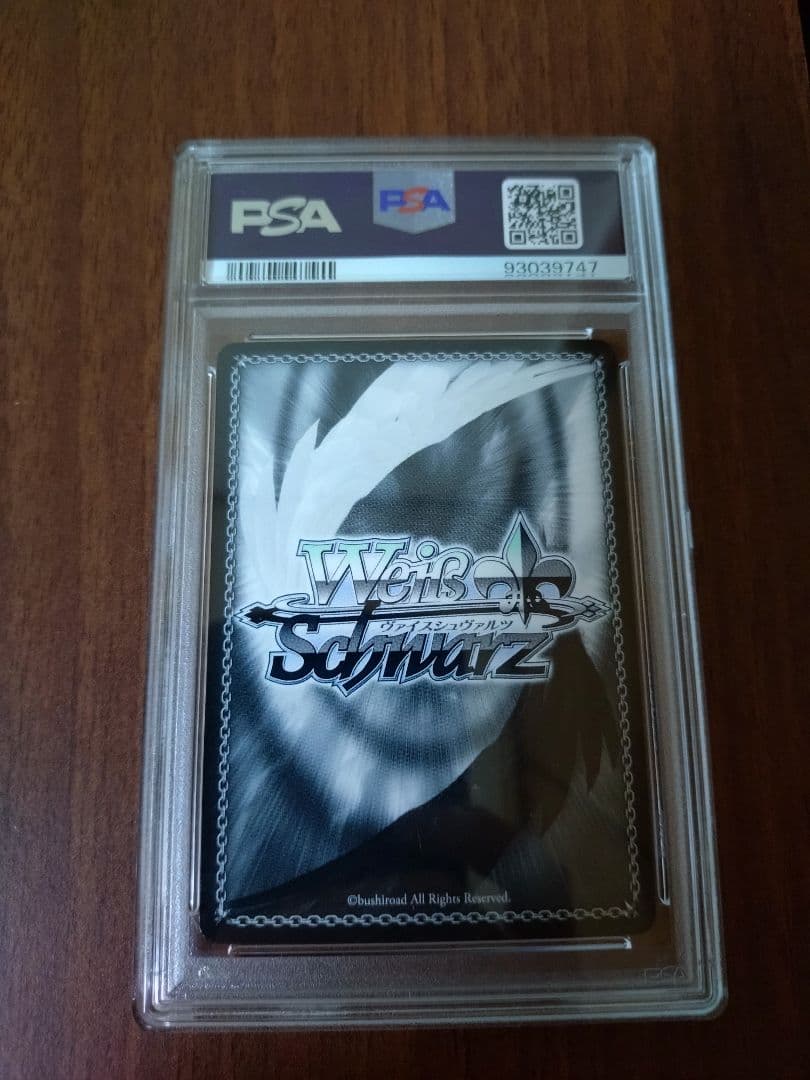 PSA PSA
93039747
Weiß
ヴァイスシュヴァルツ
Schwarz
©bushiroad All Rights Reserved.
PSA